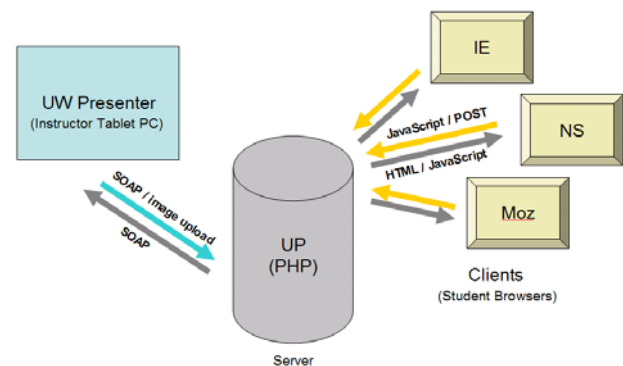 UW Presenter
(Instructor Tablet PC)
SOAP / image upload
SOAP
UP
(PHP)
Server
IE
JavaScript / POST
NS
HTML / JavaScript
Moz
Clients
(Student Browsers)